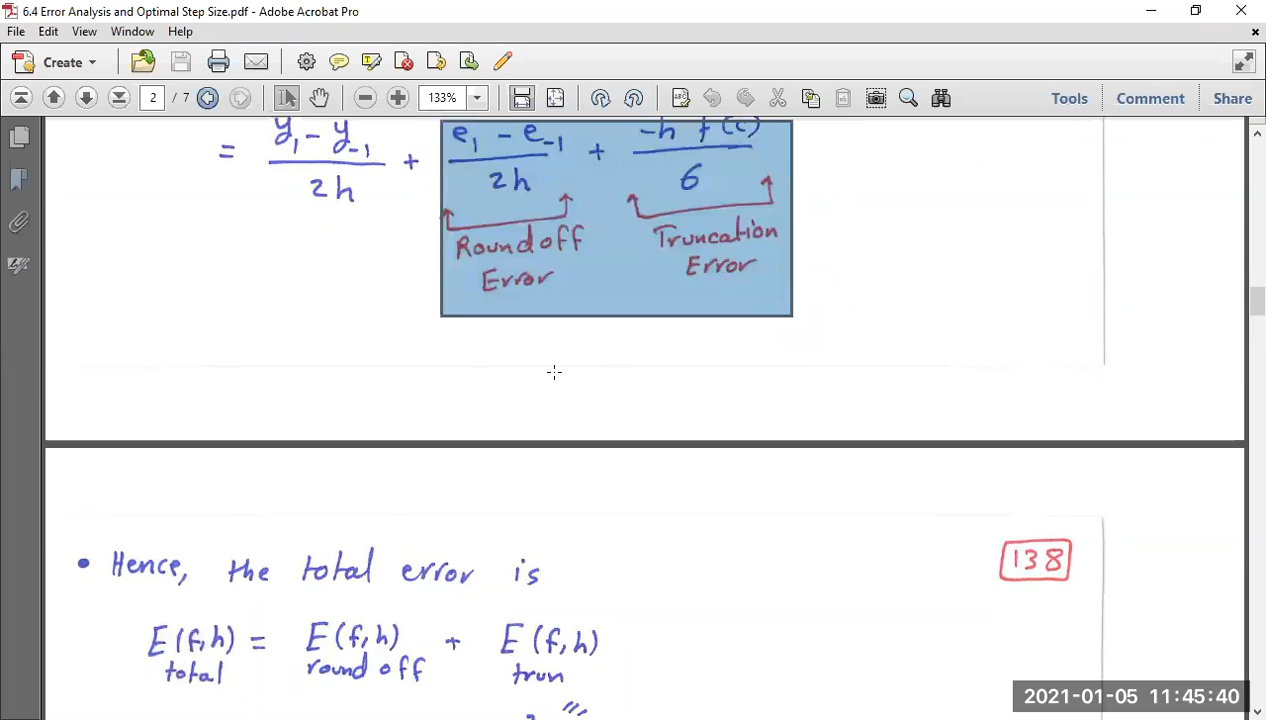 6.4 Error Analysis and Optimal Step Size.pdf - Adobe Acrobat Pro
File Edit View Window Help
Create
2 / 7 133% Tools Comment Share
= y₁ - y₋₁ / 2h + e₁ - e₋₁ / 2h + -h f(c) / 6
Round off Truncation
Error Error
• Hence, the total error is 138
E(f,h) = E(f,h) + E(f,h)
total round off trun
2021-01-05 11:45:40